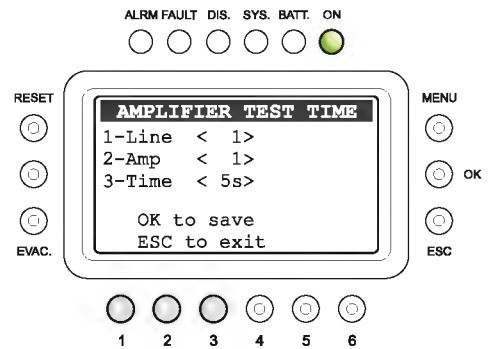 ALRM FAULT DIS. SYS. BATT. ON
RESET
MENU
AMPLIFIER TEST TIME
1-Line < 1>
2-Amp < 1>
3-Time < 5s>
OK
OK to save
ESC to exit
EVAC.
ESC
1 2 3 4 5 6